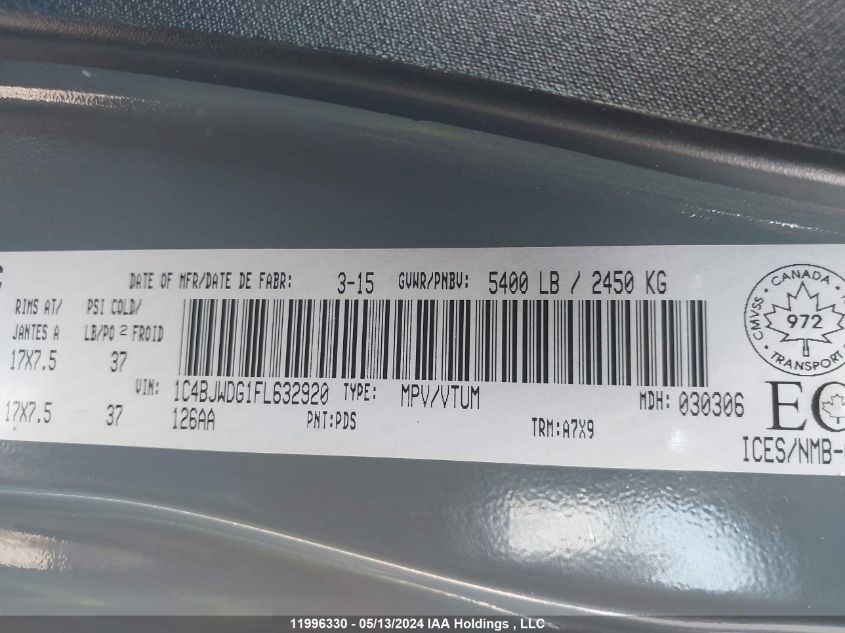 DATE OF MFR/DATE DE FABR: 3-15 GVWR/PNBV: 5400 LB / 2450 KG
RIMS AT/ PSI COLD/
JANTES A LB/PO 2 FROID
17X7.5 37
VIN: 1C4BJWDG1FL632920 TYPE: MPV/VTUM MDH: 030306
17X7.5 37 126AA PNT:PDS TRM:A7X9
CANADA
CMVSS
972
TRANSPORT
ICES/NMB-
11996330 - 05/13/2024 IAA Holdings , LLC